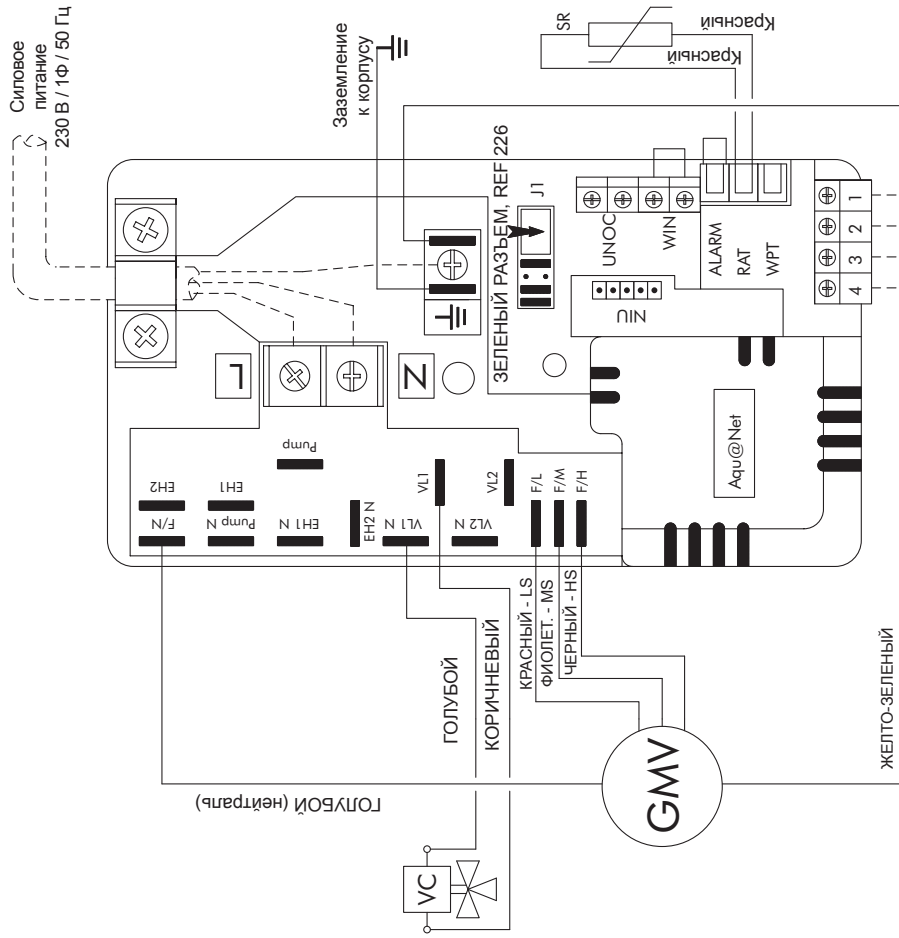 Силовое
питание
230 В / 1Ф / 50 Гц
Заземление
к корпусу
SR
Красный
Красный
ЗЕЛЕНЫЙ РАЗЪЕМ, REF 226
J1
L
N
UNOC
WIN
ALARM
RAT
WPT
NIU
1
2
3
4
Aqu@Net
EH2
F/N
EH1
Pump N
Pump
EH1 N
EH2 N
VL1
VL1 N
VL2
VL2 N
F/L
F/M
F/H
КРАСНЫЙ - LS
ФИОЛЕТ. - MS
ЧЕРНЫЙ - HS
ГОЛУБОЙ
КОРИЧНЕВЫЙ
ГОЛУБОЙ (нейтраль)
VC
GMV
ЖЕЛТО-ЗЕЛЕНЫЙ